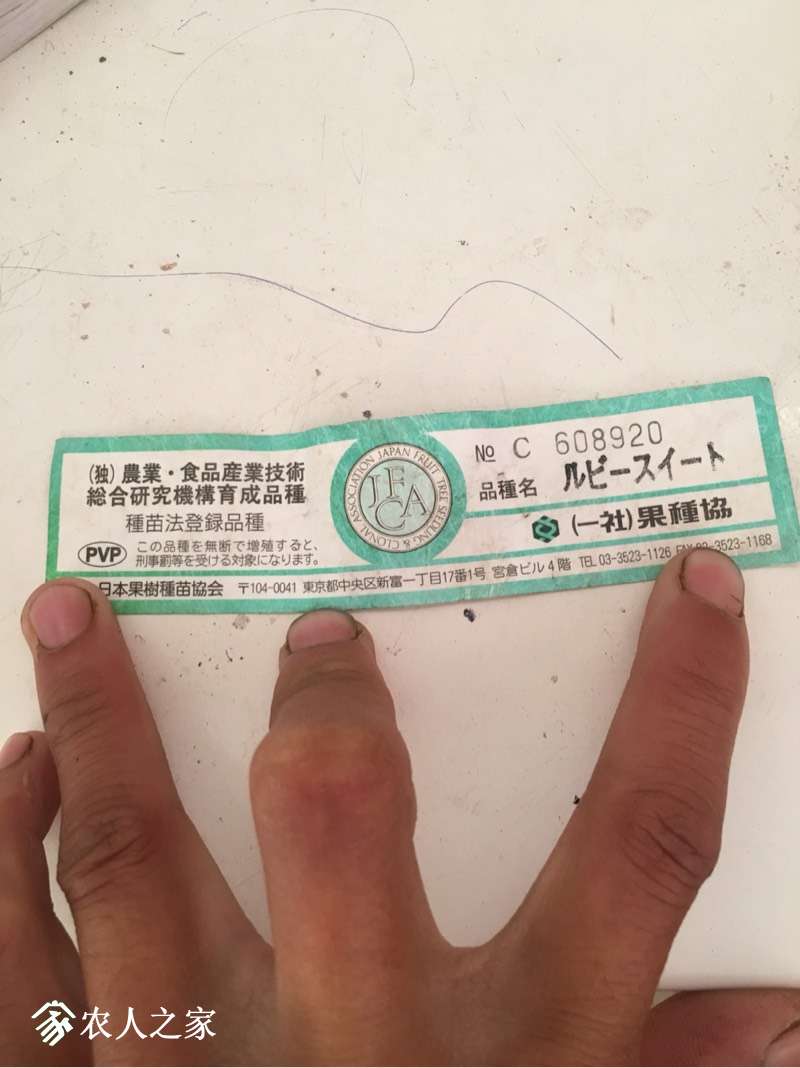 (独)農業・食品産業技術
総合研究機構育成品種
種苗法登録品種
PVP この品種を無断で増殖すると、
刑事罰等を受ける対象になります。
JAPAN FRUIT TREE SEEDLING & CLONAL ASSOCIATION
JFCA
№ C 608920
品種名 ルビースイート
(一社)果種協
日本果樹種苗協会 〒104-0041 東京都中央区新富一丁目17番1号 宮倉ビル4階 TEL 03-3523-1126 FAX 03-3523-1168
农人之家